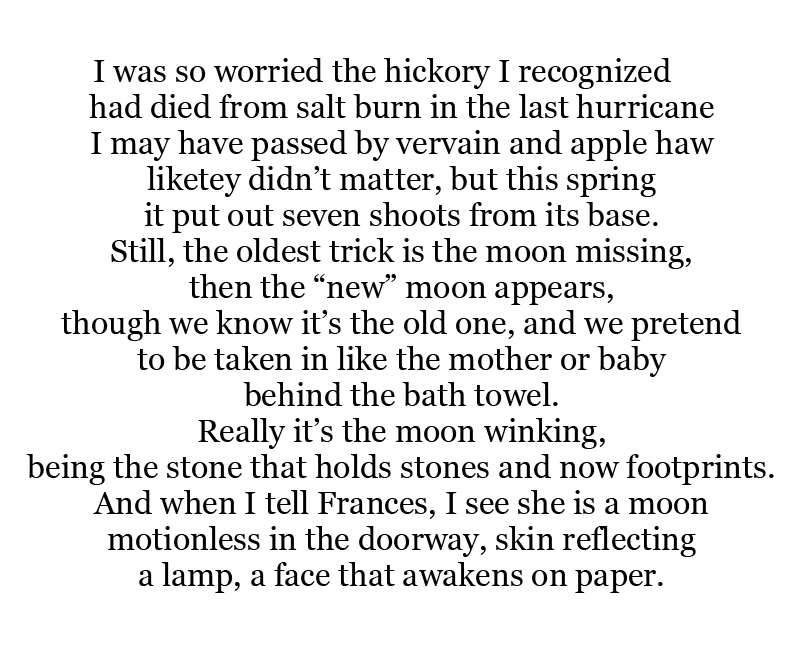 I was so worried the hickory I recognized
had died from salt burn in the last hurricane
I may have passed by vervain and apple haw
liketey didn’t matter, but this spring
it put out seven shoots from its base.
Still, the oldest trick is the moon missing,
then the “new” moon appears,
though we know it’s the old one, and we pretend
to be taken in like the mother or baby
behind the bath towel.
Really it’s the moon winking,
being the stone that holds stones and now footprints.
And when I tell Frances, I see she is a moon
motionless in the doorway, skin reflecting
a lamp, a face that awakens on paper.